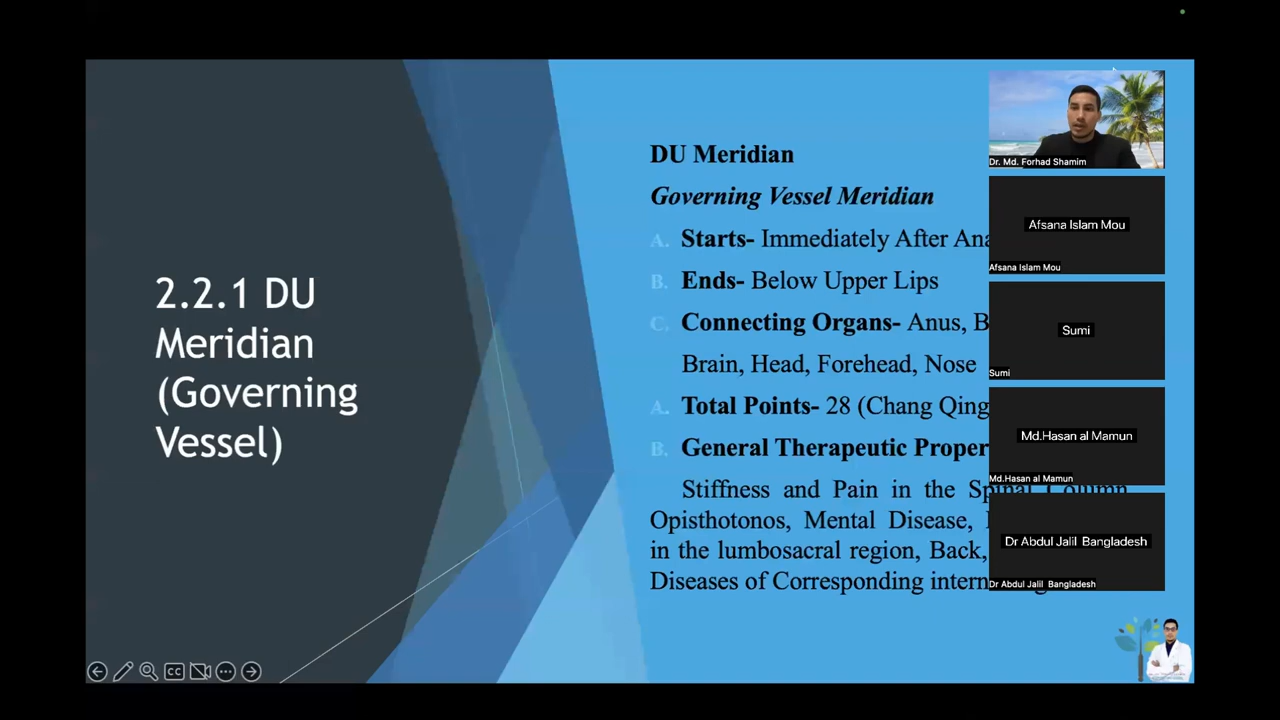 2.2.1 DU
Meridian
(Governing
Vessel)
DU Meridian
Governing Vessel Meridian
A. Starts- Immediately After
B. Ends- Below Upper Lips
C. Connecting Organs- Anus,
Brain, Head, Forehead, Nose
A. Total Points- 28 (Chang Qing
B. General Therapeutic
Stiffness and Pain in the Spinal Column
Opisthotonos, Mental Disease,
in the lumbosacral region, Back,
Diseases of Corresponding
Dr. Md. Forhad Shamim
Afsana Islam Mou
Afsana Islam Mou
Sumi
Sumi
Md.Hasan al Mamun
Md.Hasan al Mamun
Dr Abdul Jalil Bangladesh
Dr Abdul Jalil Bangladesh
CC